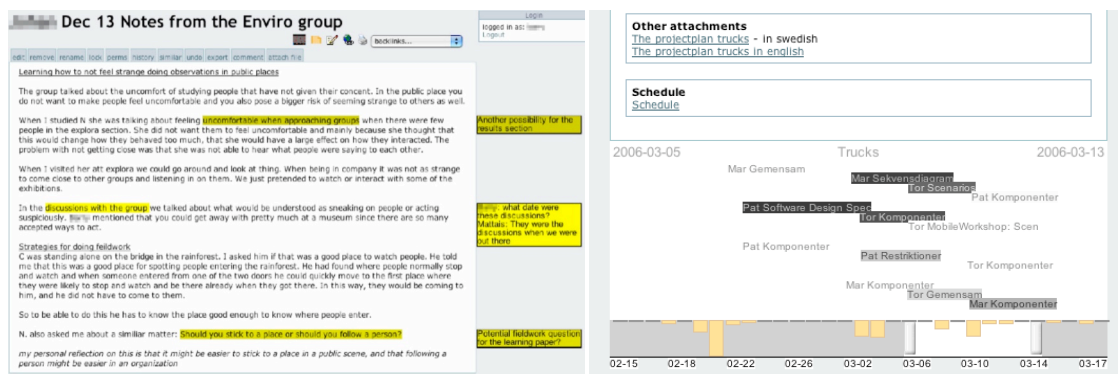 Dec 13 Notes from the Enviro group
Login
logged in as:
Logout
backlinks...
edit remove rename lock perms history similar undo expert comment attach file
Learning how to not feel strange doing observations in public places
The group talked about the uncomfort of studying people that have not given their concent. In the public place you
do not want to make people feel uncomfortable and you also pose a bigger risk of seeming strange to others as well.
When I studied N she was talking about feeling uncomfortable when approaching groups when there were few
people in the explora section. She did not want them to feel uncomfortable and mainly because she thought that
this would change how they behaved too much, that she would have a large effect on how they interacted. The
problem with not getting close was that she was not able to hear what people were saying to each other.
Another possibility for the
results section
When I visited her att explora we could go around and look at thing. When being in company it was not as strange
to come close to other groups and listening in on them. We just pretended to watch or interact with some of the
exhibitions.
In the discussions with the group we talked about what would be understood as sneaking on people or acting
suspiciously. mentioned that you could get away with pretty much at a museum since there are so many
accepted ways to act.
what date were
these discussions?
Mattais: They were the
discussions when we were
out there
Strategies for doing feildwork
C was standing alone on the bridge in the rainforest. I asked him if that was a good place to watch people. He told
me that this was a good place for spotting people entering the rainforest. He had found where people normally stop
and watch and when someone entered from one of the two doors he could quickly move to the first place where
they were likely to stop and watch and be there already when they got there. In this way, they would be coming to
him, and he did not have to come to them.
So to be able to do this he has to know the place good enough to know where people enter.
N. also asked me about a similiar matter: Should you stick to a place or should you follow a person?
Potential fieldwork question
for the learning paper?
my personal reflection on this is that it might be easier to stick to a place in a public scene, and that following a
person might be easier in an organization
Other attachments
The projectplan trucks - in swedish
The projectplan trucks in english
Schedule
Schedule
2006-03-05 Trucks 2006-03-13
Mar Gemensam
Mar Sekvensdiagram
Tor Scenarios
Pat Komponenter
Pat Software Design Spec
Tor Komponenter
Tor MobileWorkshop: Scen
Pat Komponenter
Pat Restriktioner
Tor Komponenter
Mar Komponenter
Tor Gemensam
Mar Komponenter
02-15 02-18 02-22 02-26 03-02 03-06 03-10 03-14 03-17